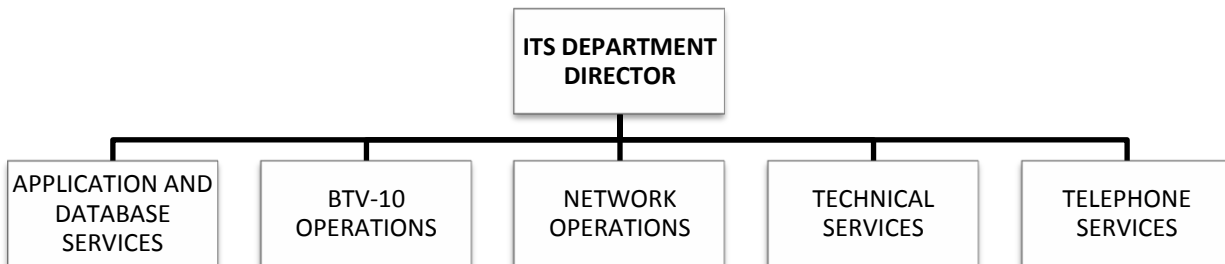 ITS DEPARTMENT
DIRECTOR
APPLICATION AND
DATABASE
SERVICES
BTV-10
OPERATIONS
NETWORK
OPERATIONS
TECHNICAL
SERVICES
TELEPHONE
SERVICES